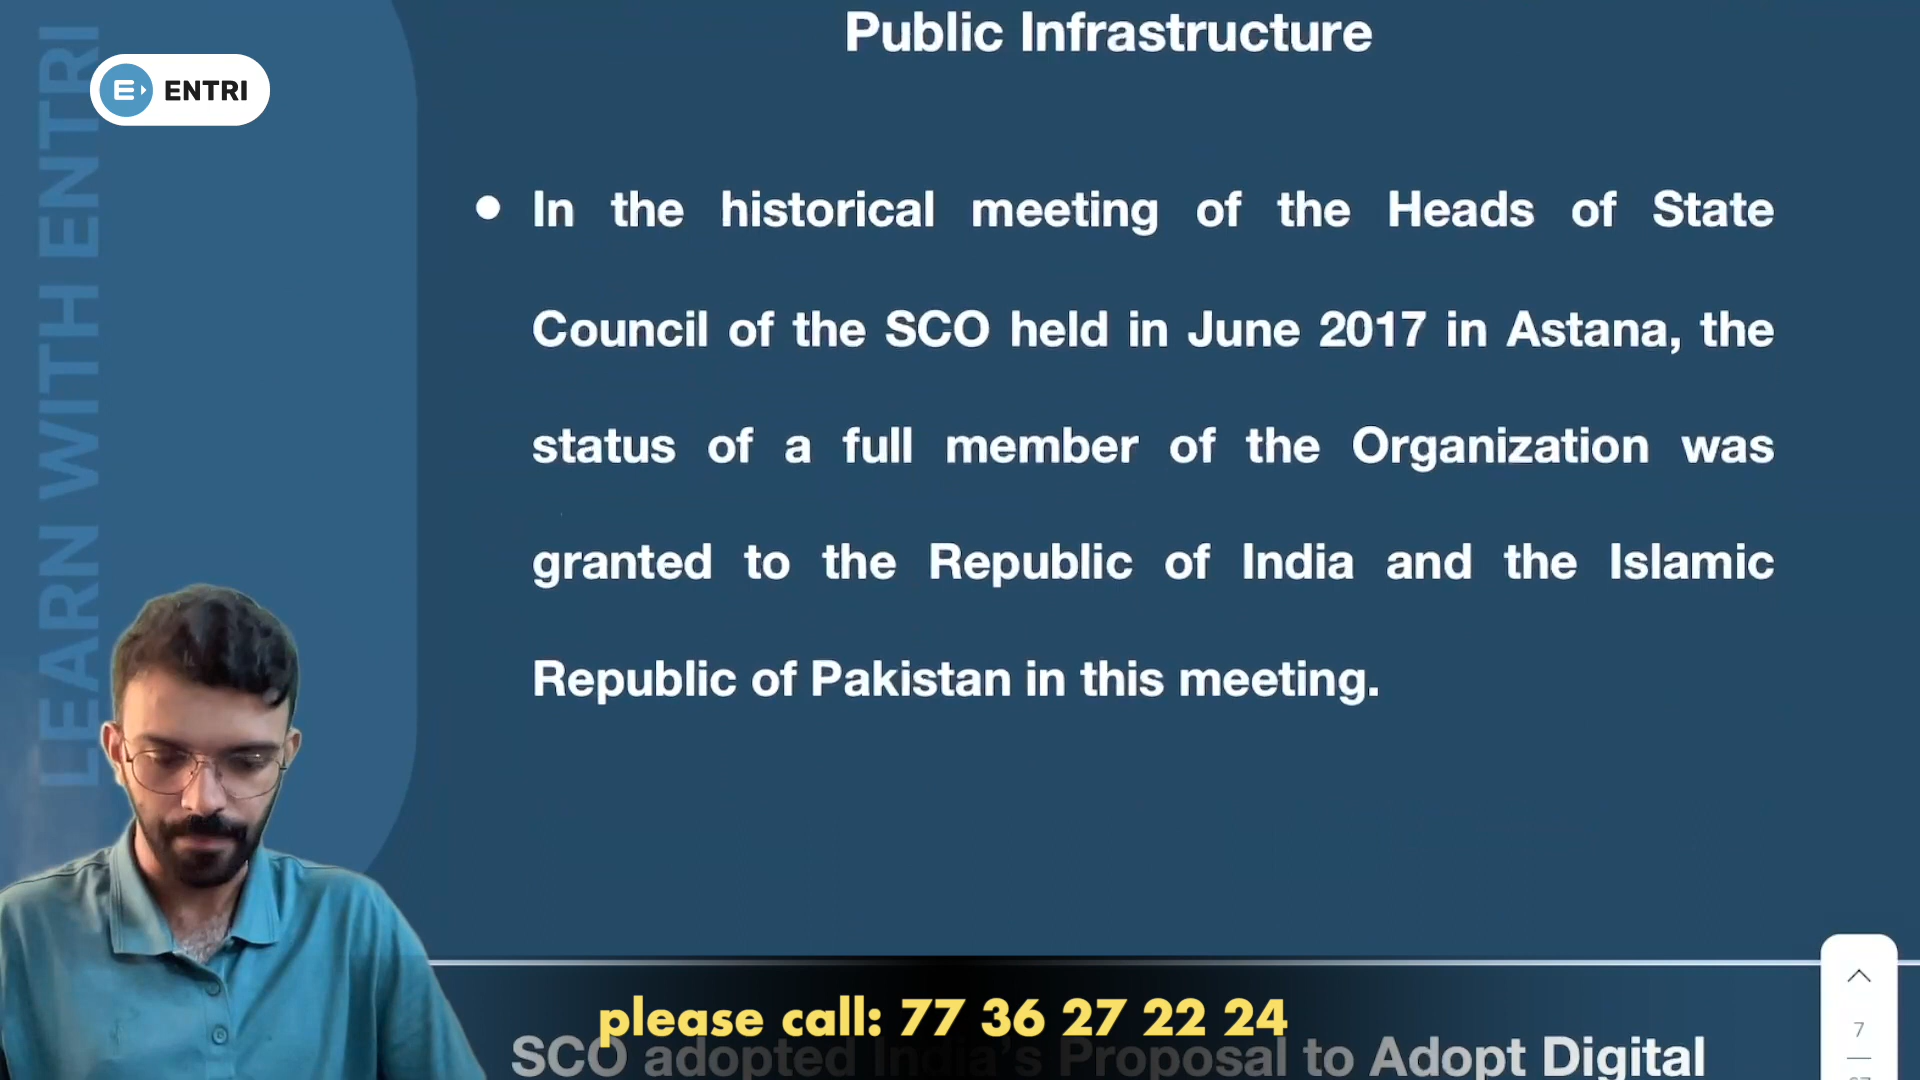 Public Infrastructure
LEARN WITH ENTRI
E ENTRI
In the historical meeting of the Heads of State
Council of the SCO held in June 2017 in Astana, the
status of a full member of the Organization was
granted to the Republic of India and the Islamic
Republic of Pakistan in this meeting.
please call: 77 36 27 22 24
SCO adopted India's Proposal to Adopt Digital
7